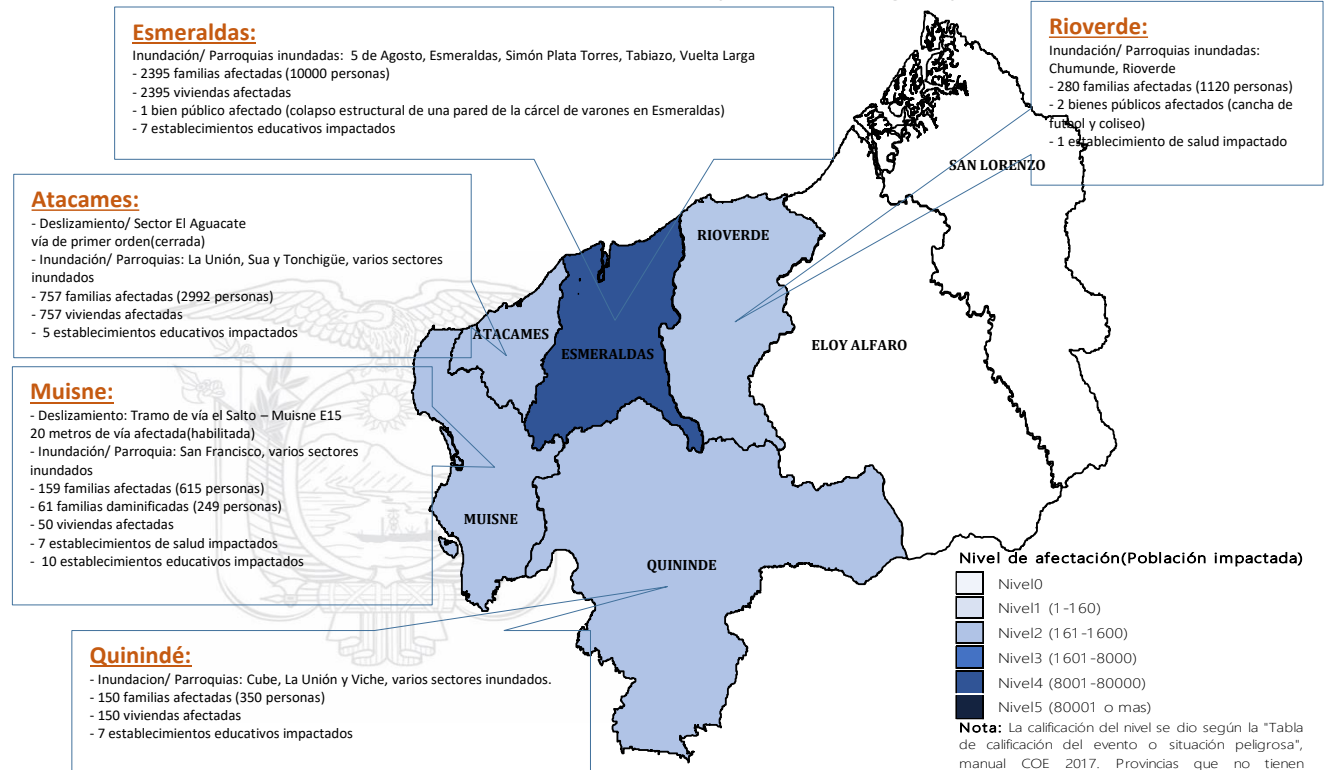 Esmeraldas:
Inundación/ Parroquias inundadas:  5 de Agosto, Esmeraldas, Simón Plata Torres, Tabiazo, Vuelta Larga
- 2395 familias afectadas (10000 personas)
- 2395 viviendas afectadas
- 1 bien público afectado (colapso estructural de una pared de la cárcel de varones en Esmeraldas)
- 7 establecimientos educativos impactados
Rioverde:
Inundación/ Parroquias inundadas:
Chumunde, Rioverde
- 280 familias afectadas (1120 personas)
- 2 bienes públicos afectados (cancha de
futbol y coliseo)
- 1 establecimiento de salud impactado
Atacames:
- Deslizamiento/ Sector El Aguacate
vía de primer orden(cerrada)
- Inundación/ Parroquias: La Unión, Sua y Tonchigüe, varios sectores
inundados
- 757 familias afectadas (2992 personas)
- 757 viviendas afectadas
- 5 establecimientos educativos impactados
Muisne:
- Deslizamiento: Tramo de vía el Salto – Muisne E15
20 metros de vía afectada(habilitada)
- Inundación/ Parroquia: San Francisco, varios sectores
inundados
- 159 familias afectadas (615 personas)
- 61 familias daminificadas (249 personas)
- 50 viviendas afectadas
- 7 establecimientos de salud impactados
- 10 establecimientos educativos impactados
Quinindé:
- Inundacion/ Parroquias: Cube, La Unión y Viche, varios sectores inundados.
- 150 familias afectadas (350 personas)
- 150 viviendas afectadas
- 7 establecimientos educativos impactados
SAN LORENZO
RIOVERDE
ATACAMES
ESMERALDAS
ELOY ALFARO
MUISNE
QUININDE
Nivel de afectación(Población impactada)
Nivel0
Nivel1 (1-160)
Nivel2 (161-1600)
Nivel3 (1601-8000)
Nivel4 (8001-80000)
Nivel5 (80001 o mas)
Nota: La calificación del nivel se dio según la "Tabla
de calificación del evento o situación peligrosa",
manual COE 2017. Provincias que no tienen